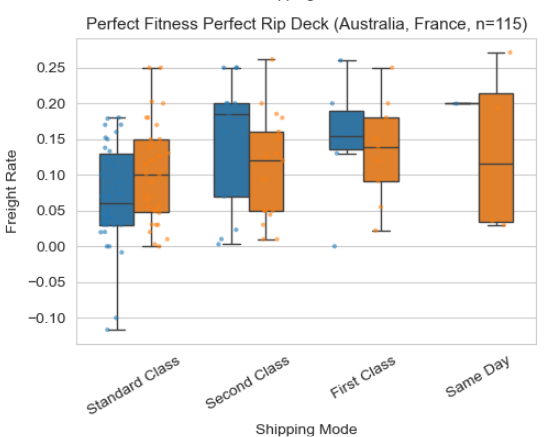 Perfect Fitness Perfect Rip Deck (Australia, France, n=115)
0.25
0.20
0.15
0.10
0.05
0.00
−0.05
−0.10
Freight Rate
Standard Class
Second Class
First Class
Same Day
Shipping Mode